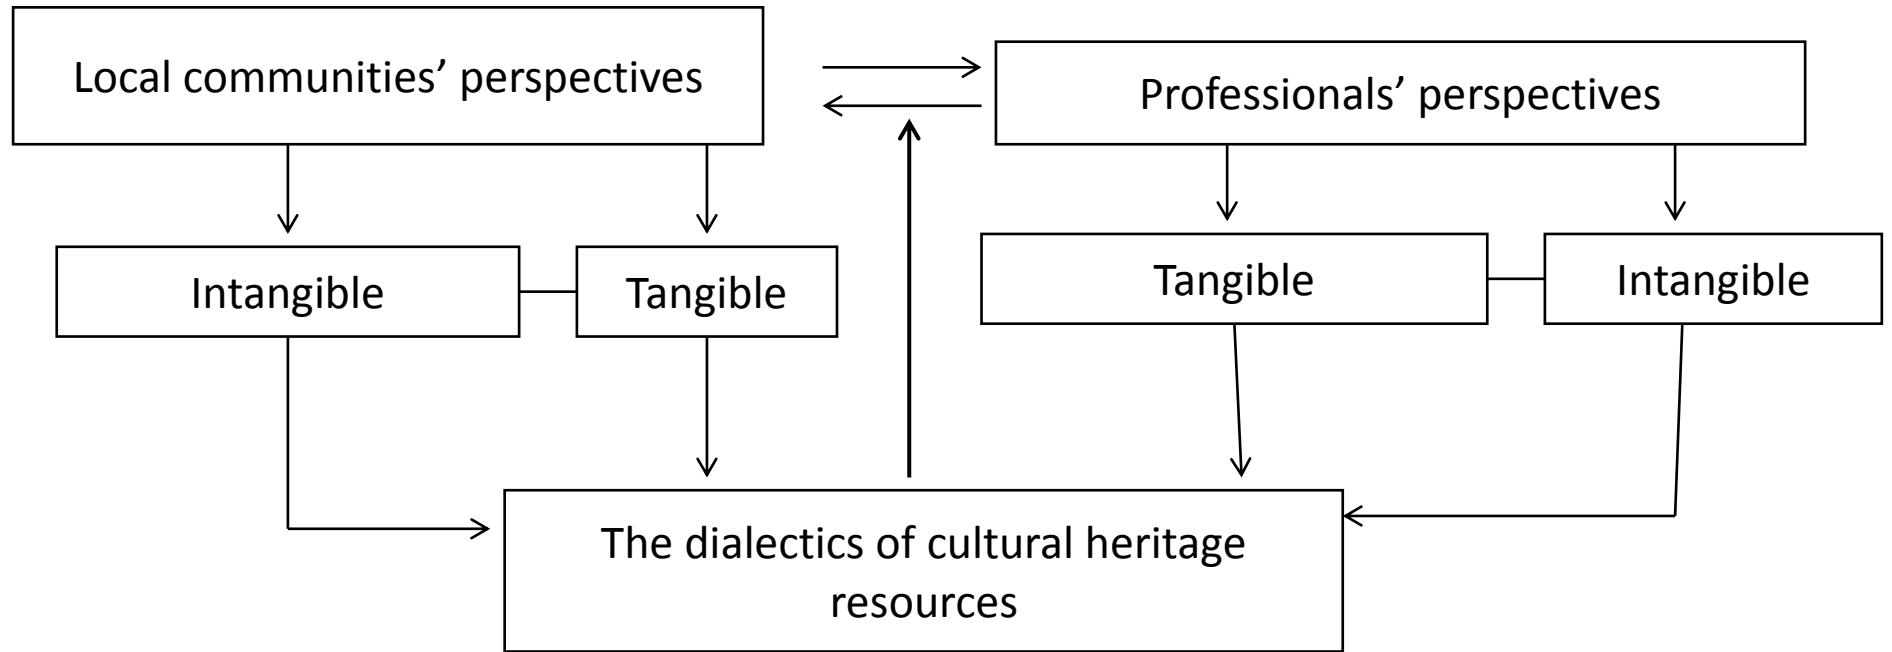 Local communities’ perspectives
Professionals’ perspectives
Intangible
Tangible
Tangible
Intangible
The dialectics of cultural heritage
resources